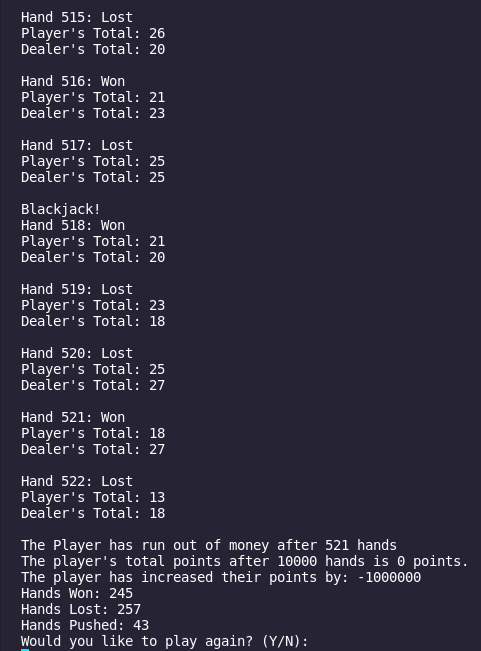 Hand 515: Lost
Player's Total: 26
Dealer's Total: 20
Hand 516: Won
Player's Total: 21
Dealer's Total: 23
Hand 517: Lost
Player's Total: 25
Dealer's Total: 25
Blackjack!
Hand 518: Won
Player's Total: 21
Dealer's Total: 20
Hand 519: Lost
Player's Total: 23
Dealer's Total: 18
Hand 520: Lost
Player's Total: 25
Dealer's Total: 27
Hand 521: Won
Player's Total: 18
Dealer's Total: 27
Hand 522: Lost
Player's Total: 13
Dealer's Total: 18
The Player has run out of money after 521 hands
The player's total points after 10000 hands is 0 points.
The player has increased their points by: -1000000
Hands Won: 245
Hands Lost: 257
Hands Pushed: 43
Would you like to play again? (Y/N):